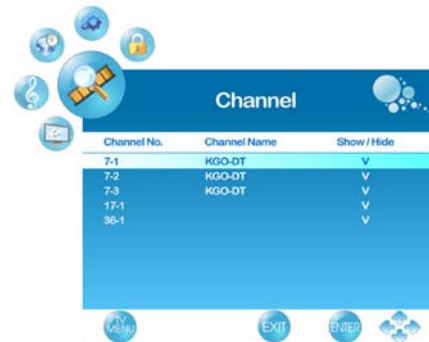 Channel
Channel No. Channel Name Show / Hide
7-1 KGO-DT V
7-2 KGO-DT V
7-3 KGO-DT V
17-1 V
36-1 V
TV
MENU EXIT ENTER